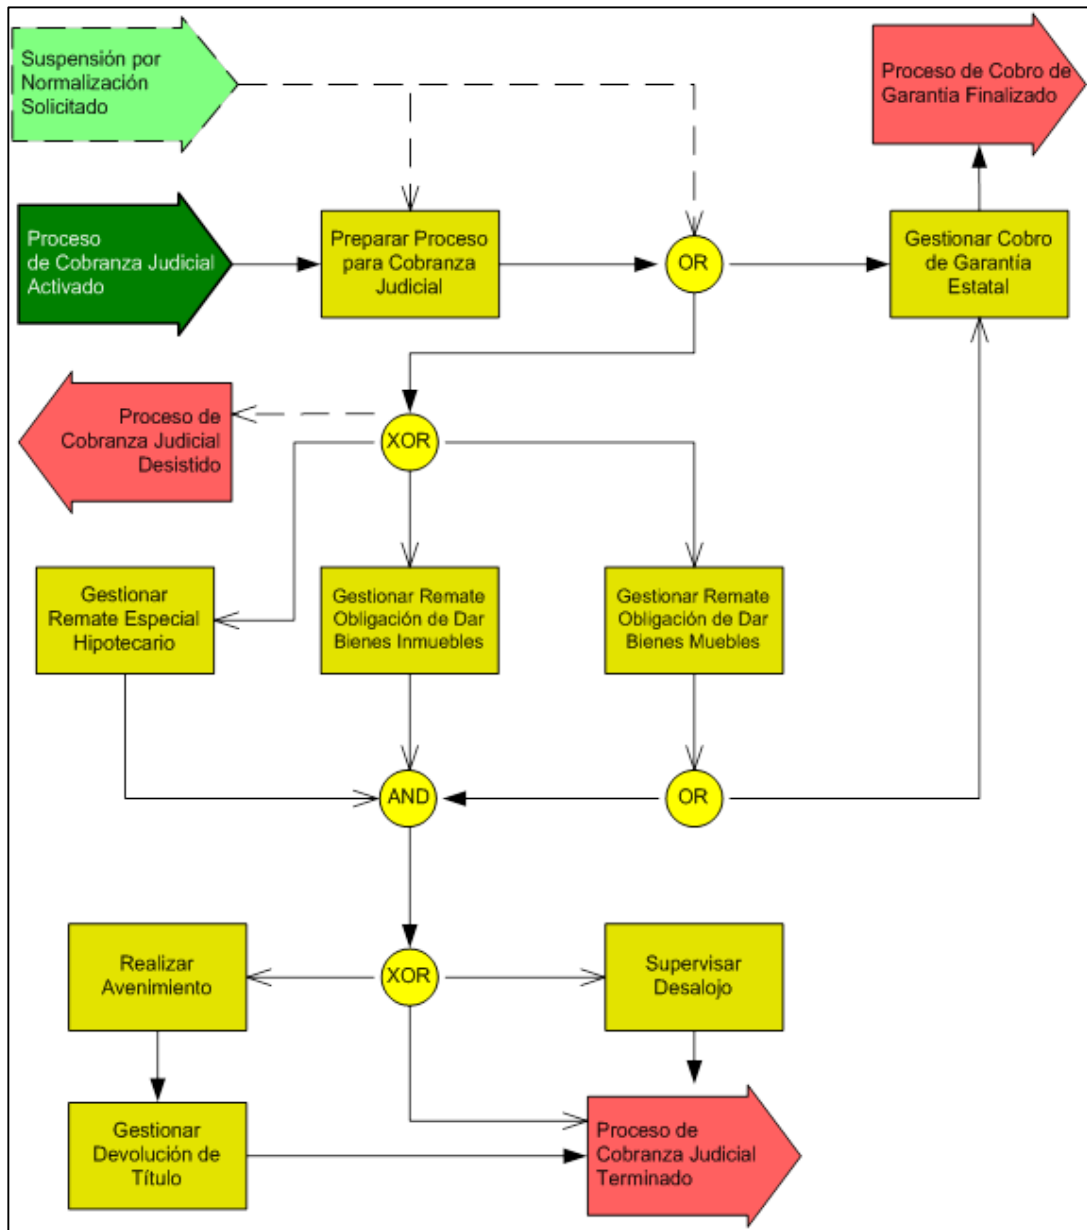 Suspensión por
Normalización
Solicitado
Proceso de Cobro de
Garantía Finalizado
Proceso
de Cobranza Judicial
Activado
Preparar Proceso
para Cobranza
Judicial
OR
Gestionar Cobro
de Garantía
Estatal
Proceso de
Cobranza Judicial
Desistido
XOR
Gestionar
Remate Especial
Hipotecario
Gestionar Remate
Obligación de Dar
Bienes Inmuebles
Gestionar Remate
Obligación de Dar
Bienes Muebles
AND
OR
Realizar
Avenimiento
XOR
Supervisar
Desalojo
Gestionar
Devolución de
Título
Proceso de
Cobranza Judicial
Terminado